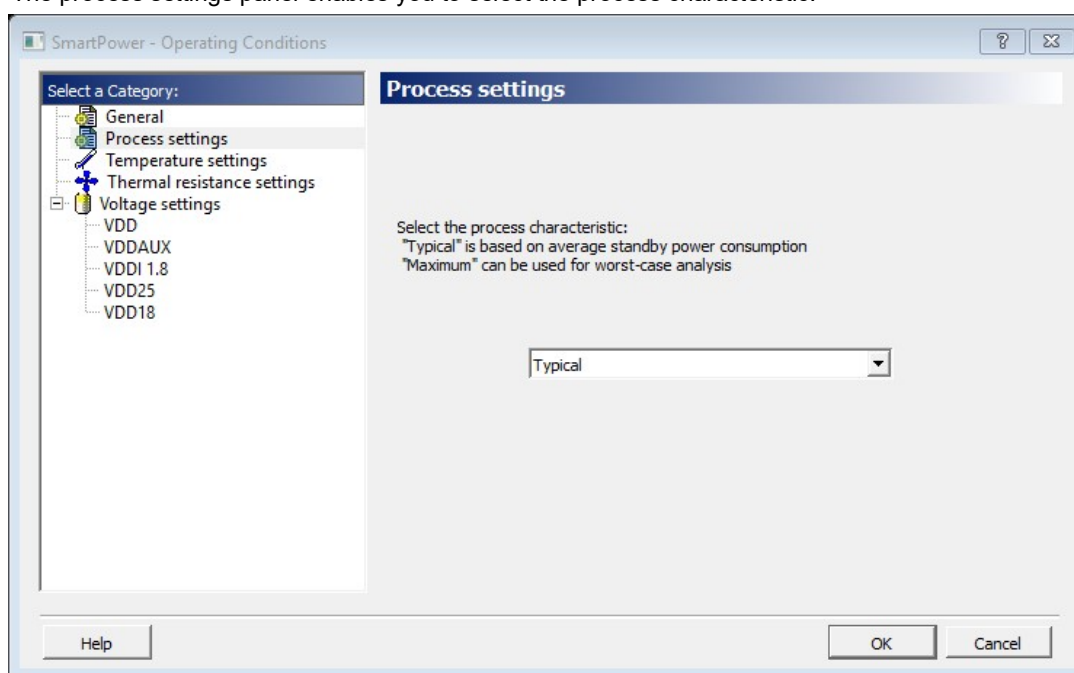 The process settings panel enables you to select the process characteristic.
SmartPower - Operating Conditions
Select a Category:
General
Process settings
Temperature settings
Thermal resistance settings
Voltage settings
VDD
VDDAUX
VDDI 1.8
VDD25
VDD18
Process settings
Select the process characteristic:
"Typical" is based on average standby power consumption
"Maximum" can be used for worst-case analysis
Typical
Help
OK
Cancel